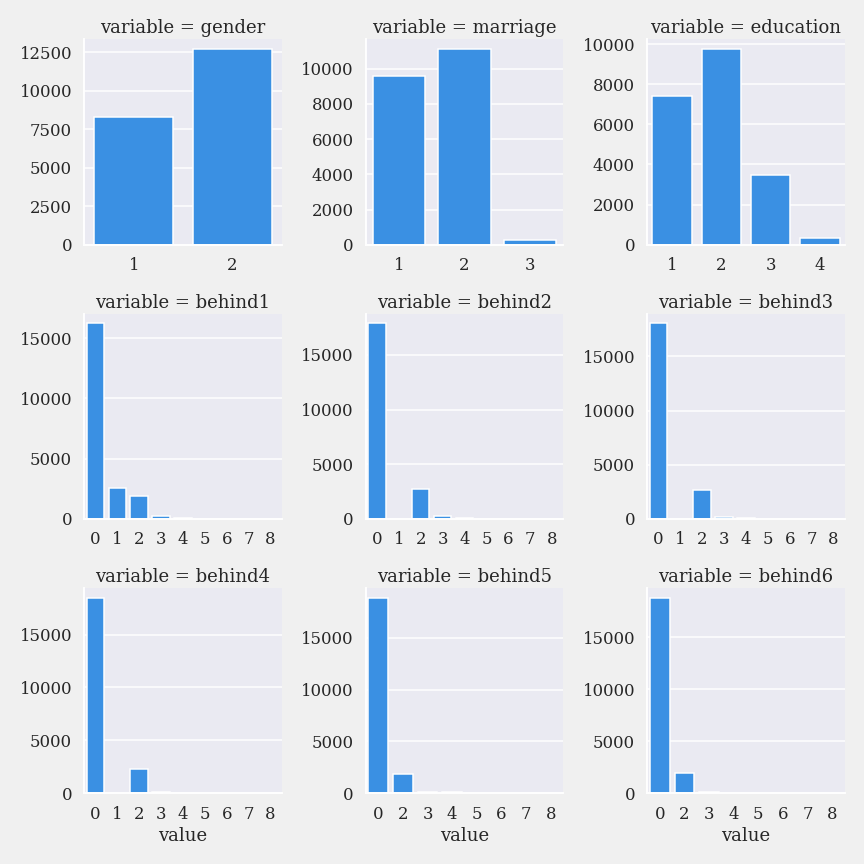 variable = gender
12500
10000
7500
5000
2500
0
1 2
variable = marriage
10000
8000
6000
4000
2000
0
1 2 3
variable = education
10000
8000
6000
4000
2000
0
1 2 3 4
variable = behind1
15000
10000
5000
0
0 1 2 3 4 5 6 7 8
variable = behind2
15000
10000
5000
0
0 1 2 3 4 5 6 7 8
variable = behind3
15000
10000
5000
0
0 1 2 3 4 5 6 7 8
variable = behind4
15000
10000
5000
0
0 1 2 3 4 5 6 7 8
value
variable = behind5
15000
10000
5000
0
0 2 3 4 5 6 7 8
value
variable = behind6
15000
10000
5000
0
0 2 3 4 5 6 7 8
value